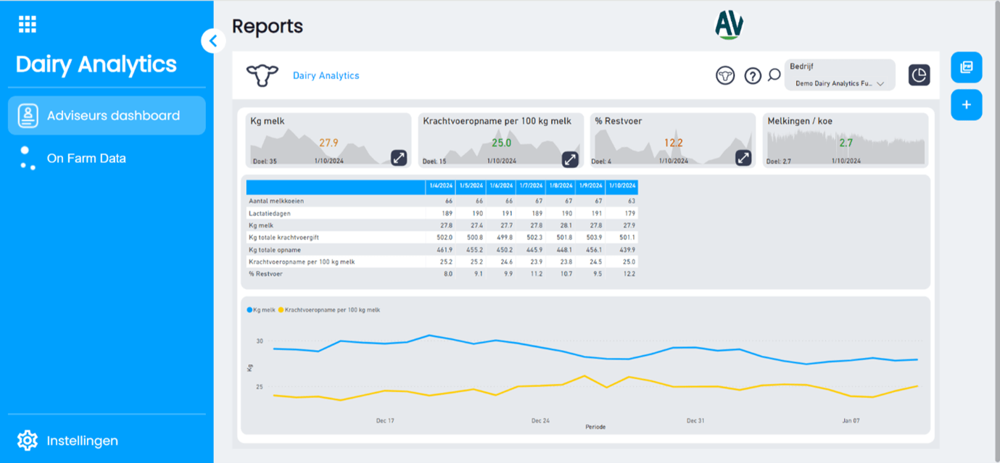 Dairy Analytics
Adviseurs dashboard
On Farm Data
Instellingen
Reports
AV
Dairy Analytics
?
Bedrijf
Demo Dairy Analytics Fu...
+
Kg melk
27.9
Doel: 35 1/10/2024
Krachtvoeropname per 100 kg melk
25.0
Doel: 15 1/10/2024
% Restvoer
12.2
Doel: 4 1/10/2024
Melkingen / koe
2.7
Doel: 2.7 1/10/2024
1/4/2024 1/5/2024 1/6/2024 1/7/2024 1/8/2024 1/9/2024 1/10/2024
Aantal melkkoeien 66 66 66 67 67 67 63
Lactatiedagen 189 190 191 189 190 191 179
Kg melk 27.8 27.4 27.7 27.8 28.1 27.8 27.9
Kg totale krachtvoergift 502.0 500.8 499.8 502.3 501.8 503.9 501.1
Kg totale opname 461.9 455.2 450.2 445.9 448.1 456.1 439.9
Krachtvoeropname per 100 kg melk 25.2 25.2 24.6 23.9 23.8 24.5 25.0
% Restvoer 8.0 9.1 9.9 11.2 10.7 9.5 12.2
Kg melk Krachtvoeropname per 100 kg melk
30
Kg
25
Dec 17 Dec 24 Dec 31 Jan 07
Periode